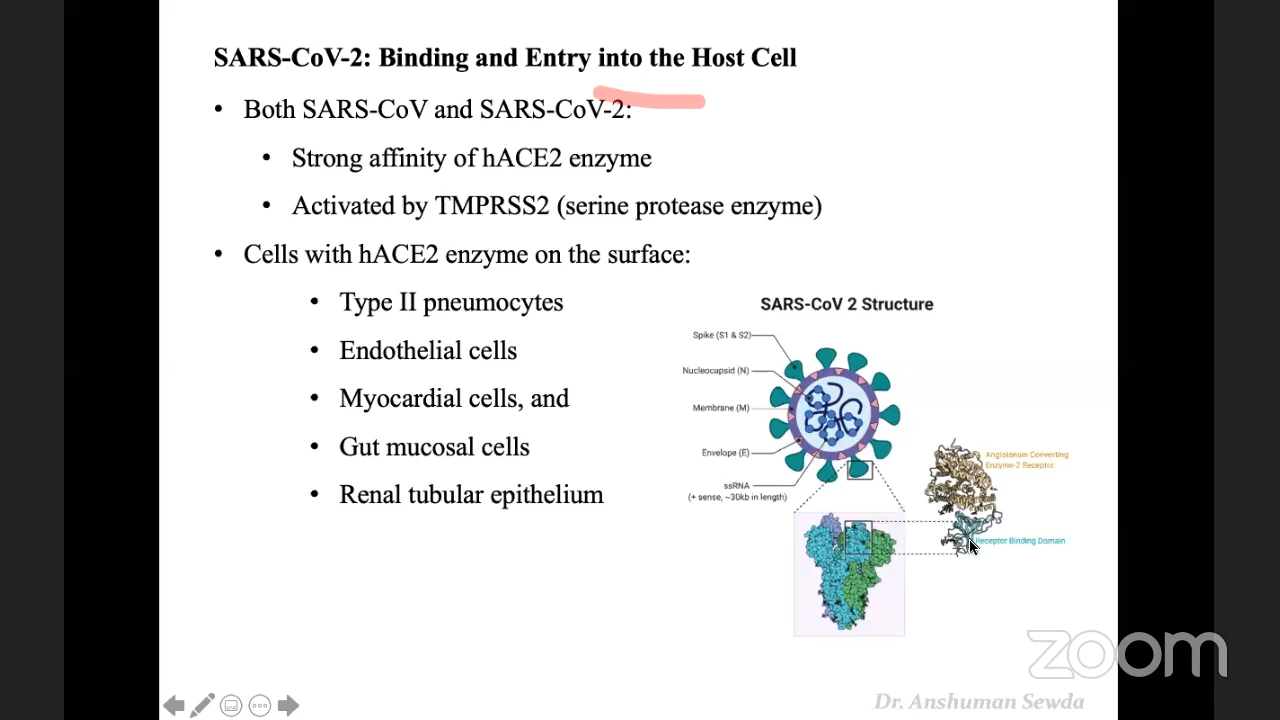 SARS-CoV-2: Binding and Entry into the Host Cell
• Both SARS-CoV and SARS-CoV-2:
• Strong affinity of hACE2 enzyme
• Activated by TMPRSS2 (serine protease enzyme)
• Cells with hACE2 enzyme on the surface:
• Type II pneumocytes
• Endothelial cells
• Myocardial cells, and
• Gut mucosal cells
• Renal tubular epithelium
SARS-CoV 2 Structure
Spike (S1 & S2)
Nucleocapsid (N)
Membrane (M)
Envelope (E)
ssRNA
(+ sense, ~30kb in length)
Angiotensin Converting
Enzyme-2 Receptor
Receptor Binding Domain
zoom
Dr. Anshuman Sewda